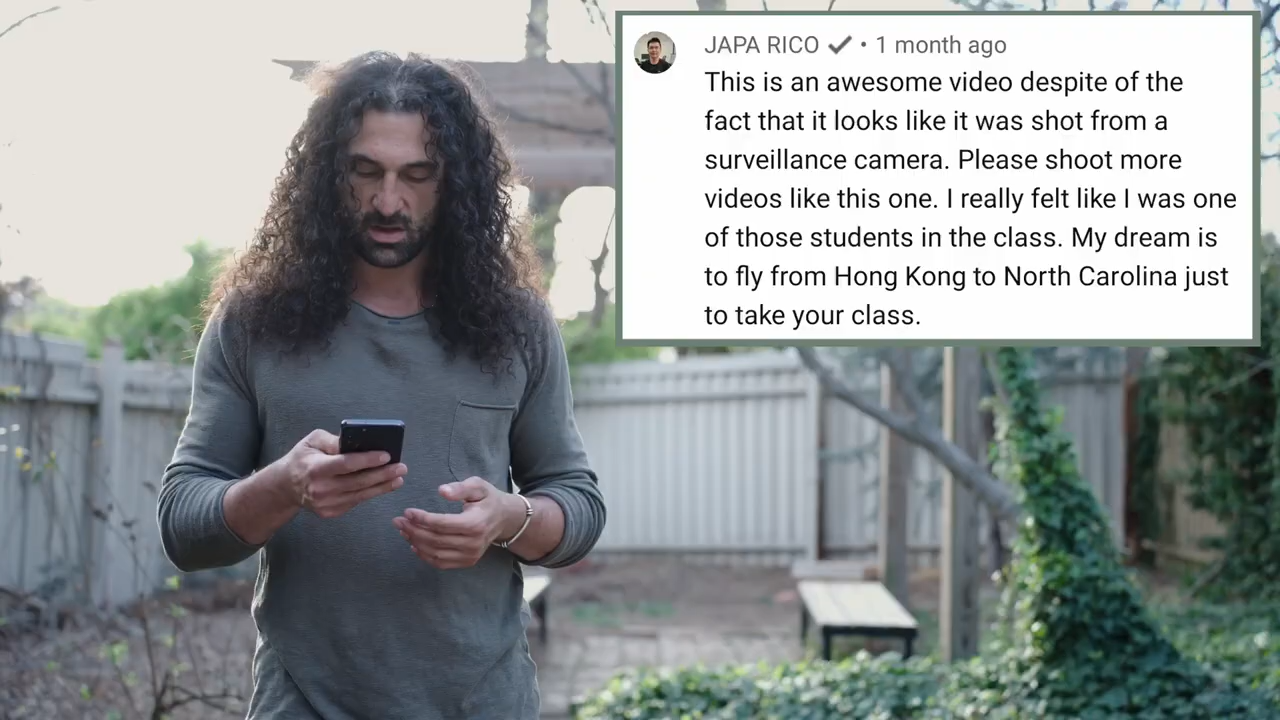 JAPA RICO ✔ • 1 month ago
This is an awesome video despite of the
fact that it looks like it was shot from a
surveillance camera. Please shoot more
videos like this one. I really felt like I was one
of those students in the class. My dream is
to fly from Hong Kong to North Carolina just
to take your class.